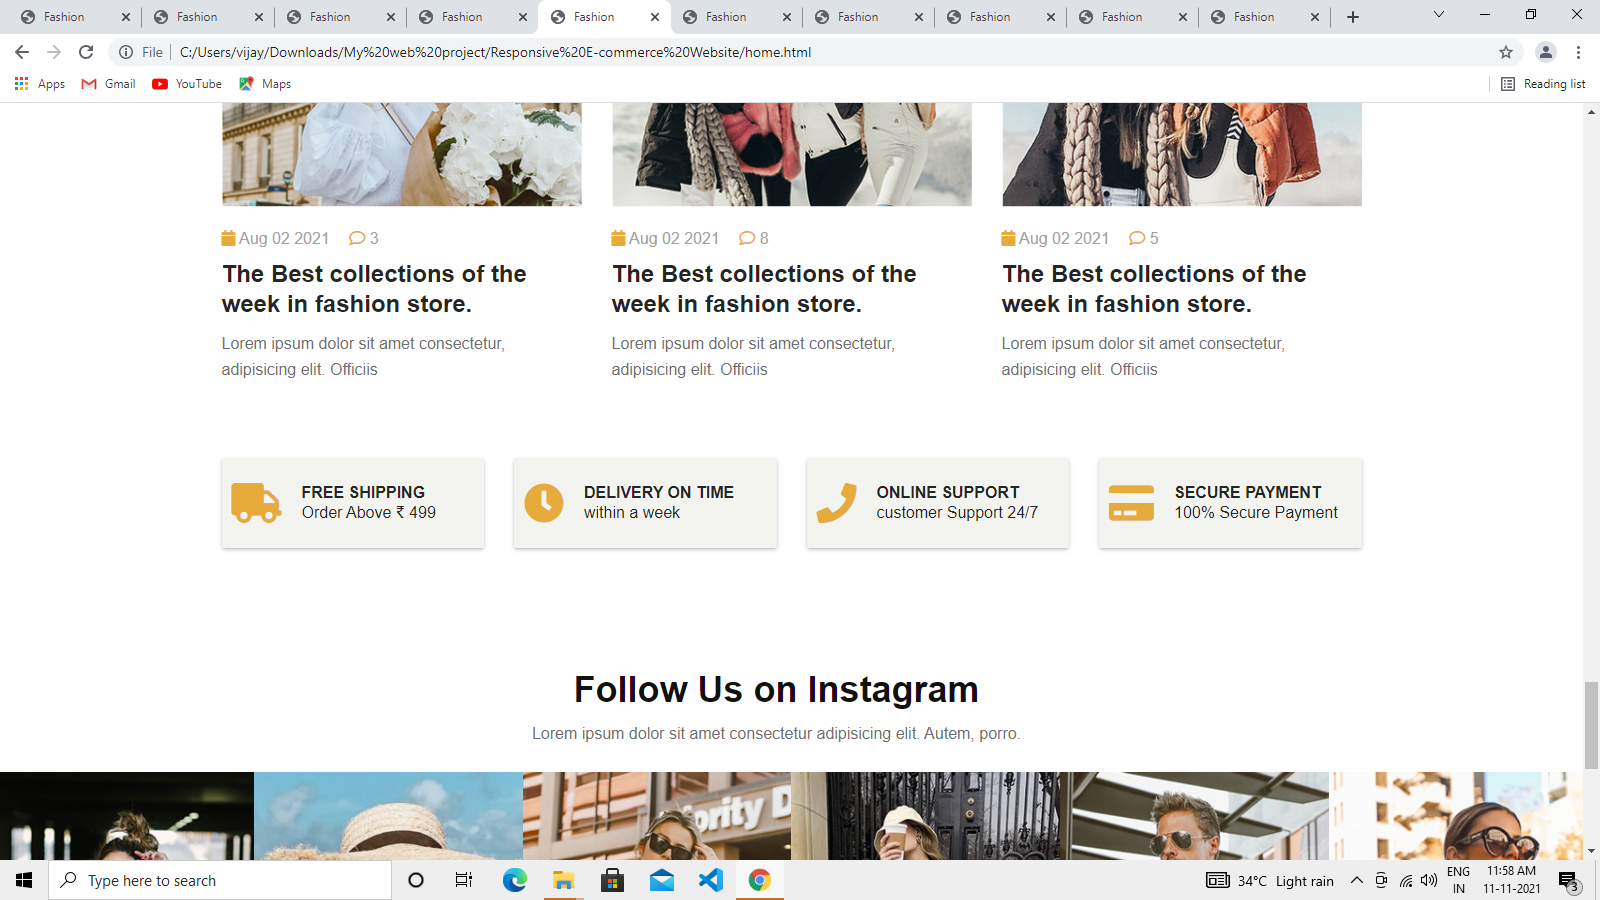 Fashion Fashion Fashion Fashion Fashion Fashion Fashion Fashion Fashion Fashion
File C:/Users/vijay/Downloads/My%20web%20project/Responsive%20E-commerce%20Website/home.html
Apps Gmail YouTube Maps Reading list
Aug 02 2021 3
The Best collections of the
week in fashion store.
Lorem ipsum dolor sit amet consectetur,
adipisicing elit. Officiis
Aug 02 2021 8
The Best collections of the
week in fashion store.
Lorem ipsum dolor sit amet consectetur,
adipisicing elit. Officiis
Aug 02 2021 5
The Best collections of the
week in fashion store.
Lorem ipsum dolor sit amet consectetur,
adipisicing elit. Officiis
FREE SHIPPING
Order Above ₹ 499
DELIVERY ON TIME
within a week
ONLINE SUPPORT
customer Support 24/7
SECURE PAYMENT
100% Secure Payment
Follow Us on Instagram
Lorem ipsum dolor sit amet consectetur adipisicing elit. Autem, porro.
Type here to search
34°C Light rain
ENG
IN
11:58 AM
11-11-2021
3